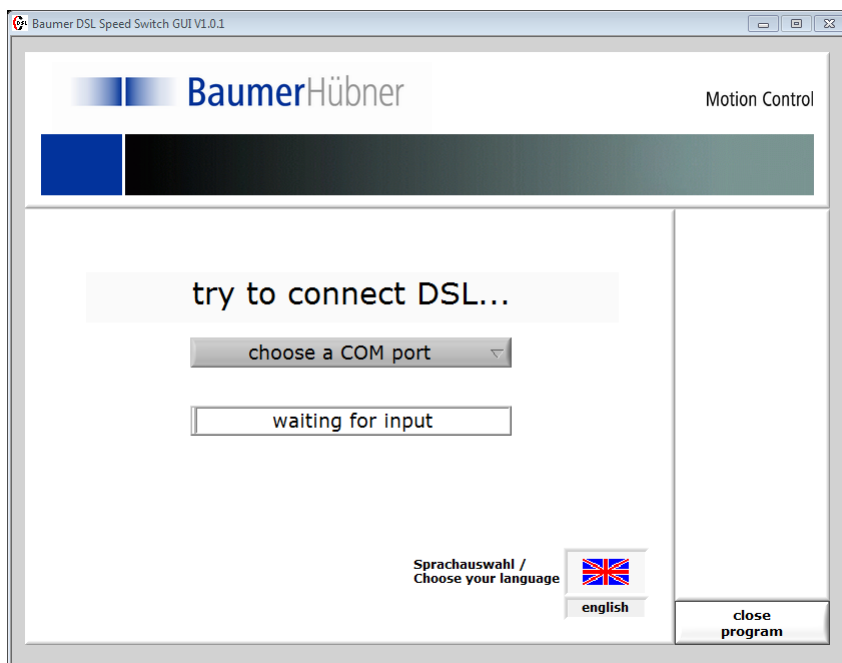 Baumer DSL Speed Switch GUI V1.0.1
BaumerHübner
Motion Control
try to connect DSL...
choose a COM port
waiting for input
Sprachauswahl /
Choose your language
english
close
program